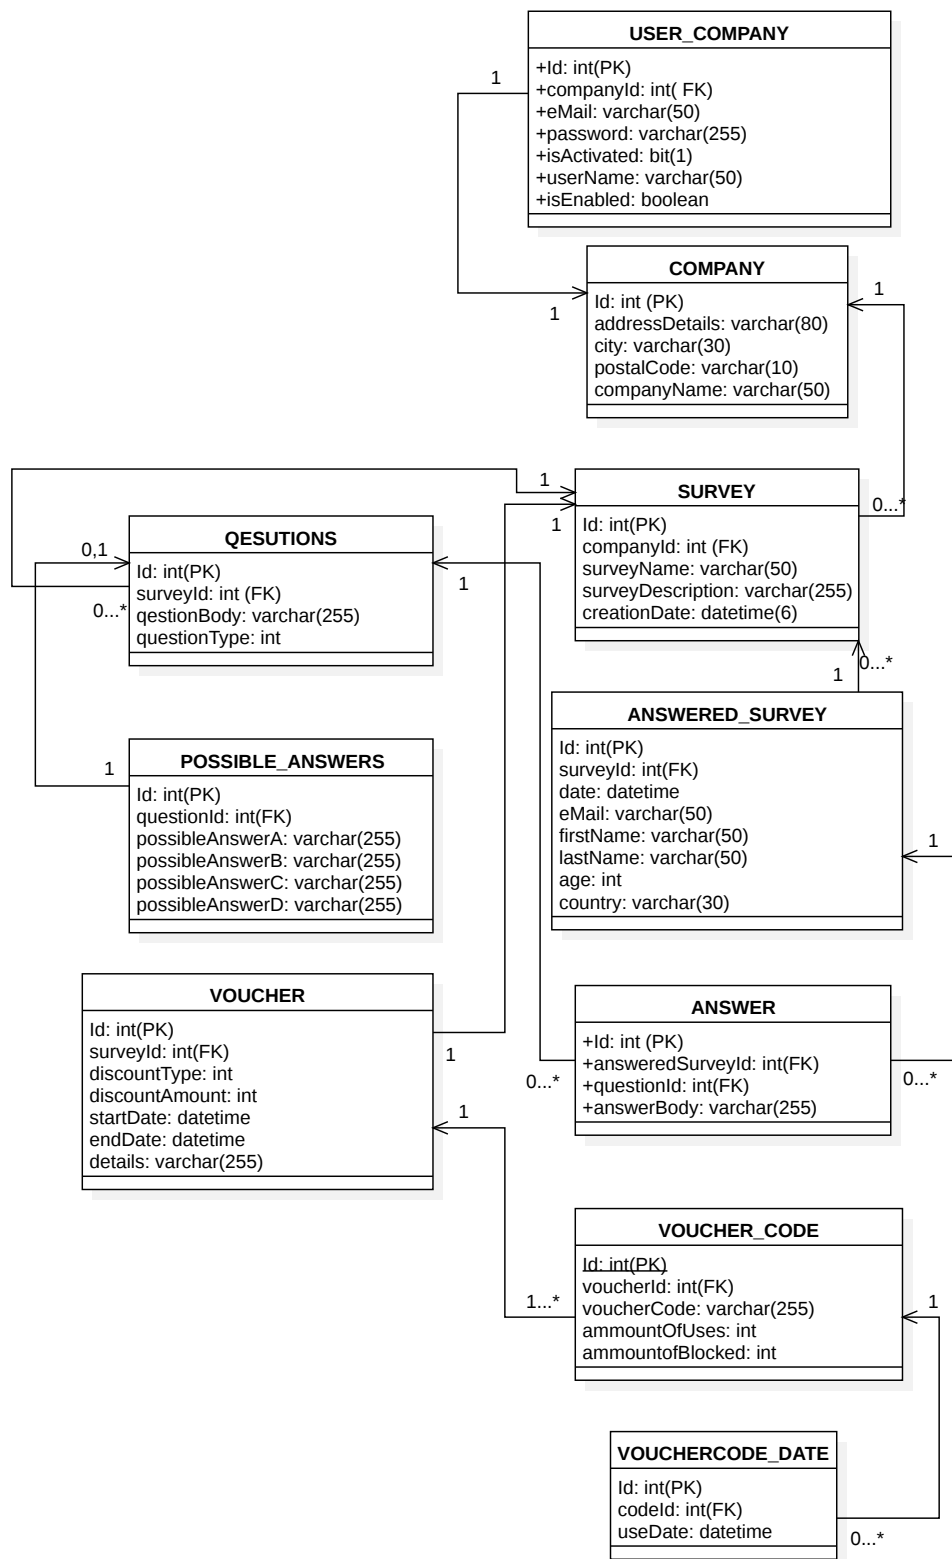 USER_COMPANY
+Id: int(PK)
+companyId: int( FK)
+eMail: varchar(50)
+password: varchar(255)
+isActivated: bit(1)
+userName: varchar(50)
+isEnabled: boolean
1
1
COMPANY
Id: int (PK)
addressDetails: varchar(80)
city: varchar(30)
postalCode: varchar(10)
companyName: varchar(50)
1
0...*
SURVEY
Id: int(PK)
companyId: int (FK)
surveyName: varchar(50)
surveyDescription: varchar(255)
creationDate: datetime(6)
1
1
0...*
1
QESUTIONS
Id: int(PK)
surveyId: int (FK)
qestionBody: varchar(255)
questionType: int
0,1
0...*
1
POSSIBLE_ANSWERS
Id: int(PK)
questionId: int(FK)
possibleAnswerA: varchar(255)
possibleAnswerB: varchar(255)
possibleAnswerC: varchar(255)
possibleAnswerD: varchar(255)
1
ANSWERED_SURVEY
Id: int(PK)
surveyId: int(FK)
date: datetime
eMail: varchar(50)
firstName: varchar(50)
lastName: varchar(50)
age: int
country: varchar(30)
1
VOUCHER
Id: int(PK)
surveyId: int(FK)
discountType: int
discountAmount: int
startDate: datetime
endDate: datetime
details: varchar(255)
1
1
ANSWER
+Id: int (PK)
+answeredSurveyId: int(FK)
+questionId: int(FK)
+answerBody: varchar(255)
0...*
0...*
VOUCHER_CODE
Id: int(PK)
voucherId: int(FK)
voucherCode: varchar(255)
ammountOfUses: int
ammountofBlocked: int
1...*
1
VOUCHERCODE_DATE
Id: int(PK)
codeId: int(FK)
useDate: datetime
0...*